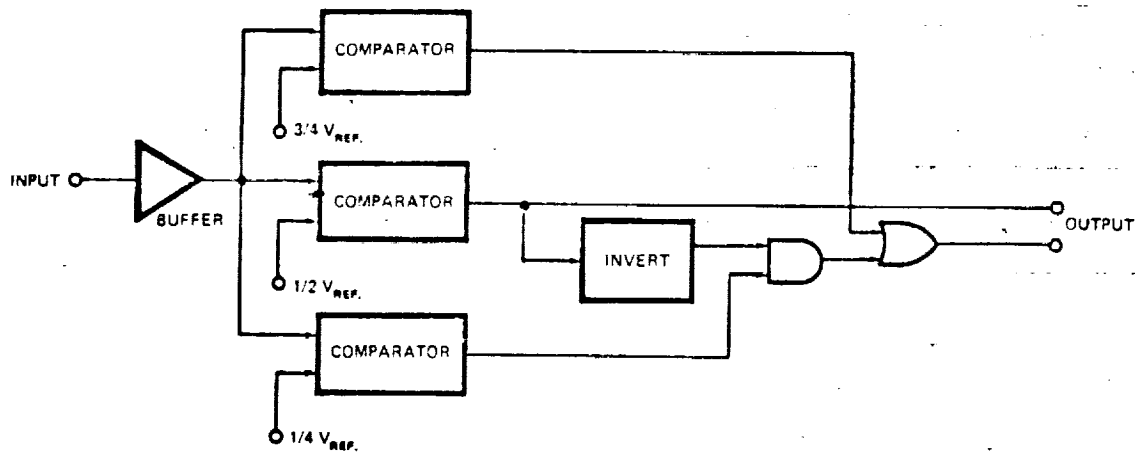 COMPARATOR
3/4 VREF.
INPUT
BUFFER
COMPARATOR
OUTPUT
INVERT
1/2 VREF.
COMPARATOR
1/4 VREF.